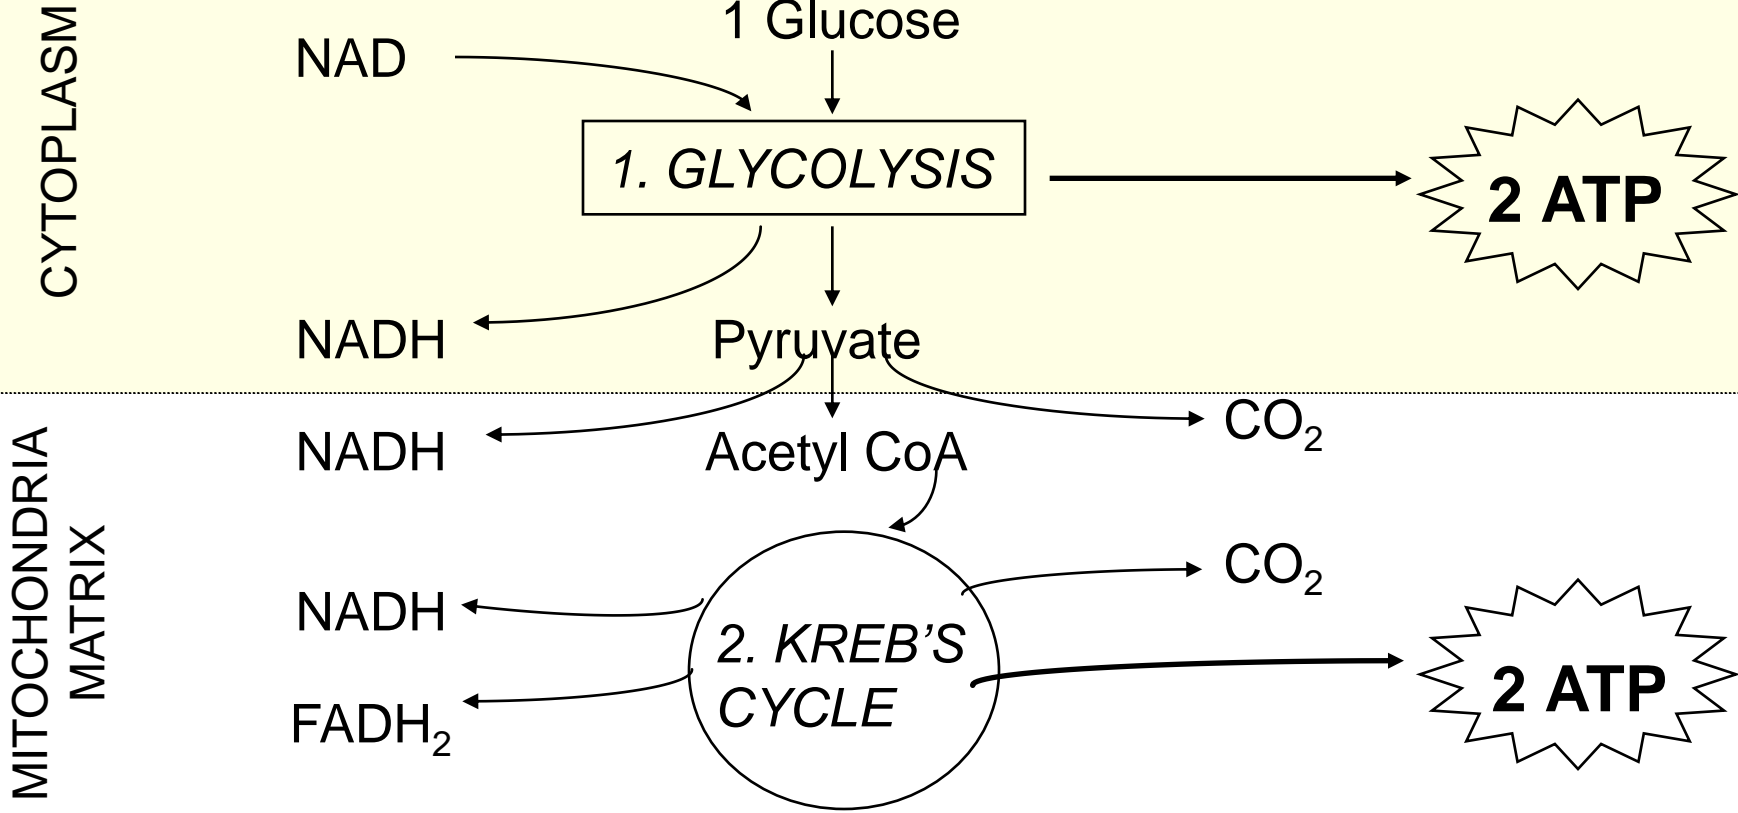 CYTOPLASM
1 Glucose
NAD
1. GLYCOLYSIS
2 ATP
NADH
Pyruvate
MITOCHONDRIA
MATRIX
NADH
Acetyl CoA
CO₂
NADH
CO₂
2. KREB’S
CYCLE
2 ATP
FADH₂